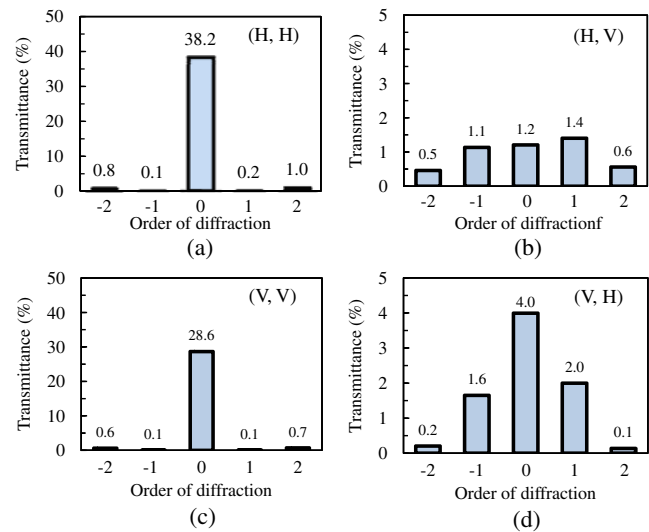 (H, H)
Transmittance (%)
50
40
30
20
10
0
0.8
0.1
38.2
0.2
1.0
-2 -1 0 1 2
Order of diffraction
(a)
(H, V)
Transmittance (%)
5
4
3
2
1
0
0.5
1.1
1.2
1.4
0.6
-2 -1 0 1 2
Order of diffractionf
(b)
(V, V)
Transmittance (%)
50
40
30
20
10
0
0.6
0.1
28.6
0.1
0.7
-2 -1 0 1 2
Order of diffraction
(c)
(V, H)
Transmittance (%)
5
4
3
2
1
0
0.2
1.6
4.0
2.0
0.1
-2 -1 0 1 2
Order of diffraction
(d)